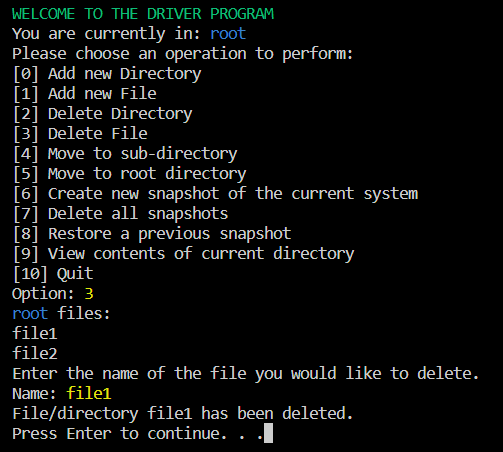 WELCOME TO THE DRIVER PROGRAM
You are currently in: root
Please choose an operation to perform:
[0] Add new Directory
[1] Add new File
[2] Delete Directory
[3] Delete File
[4] Move to sub-directory
[5] Move to root directory
[6] Create new snapshot of the current system
[7] Delete all snapshots
[8] Restore a previous snapshot
[9] View contents of current directory
[10] Quit
Option: 3
root files:
file1
file2
Enter the name of the file you would like to delete.
Name: file1
File/directory file1 has been deleted.
Press Enter to continue. . .